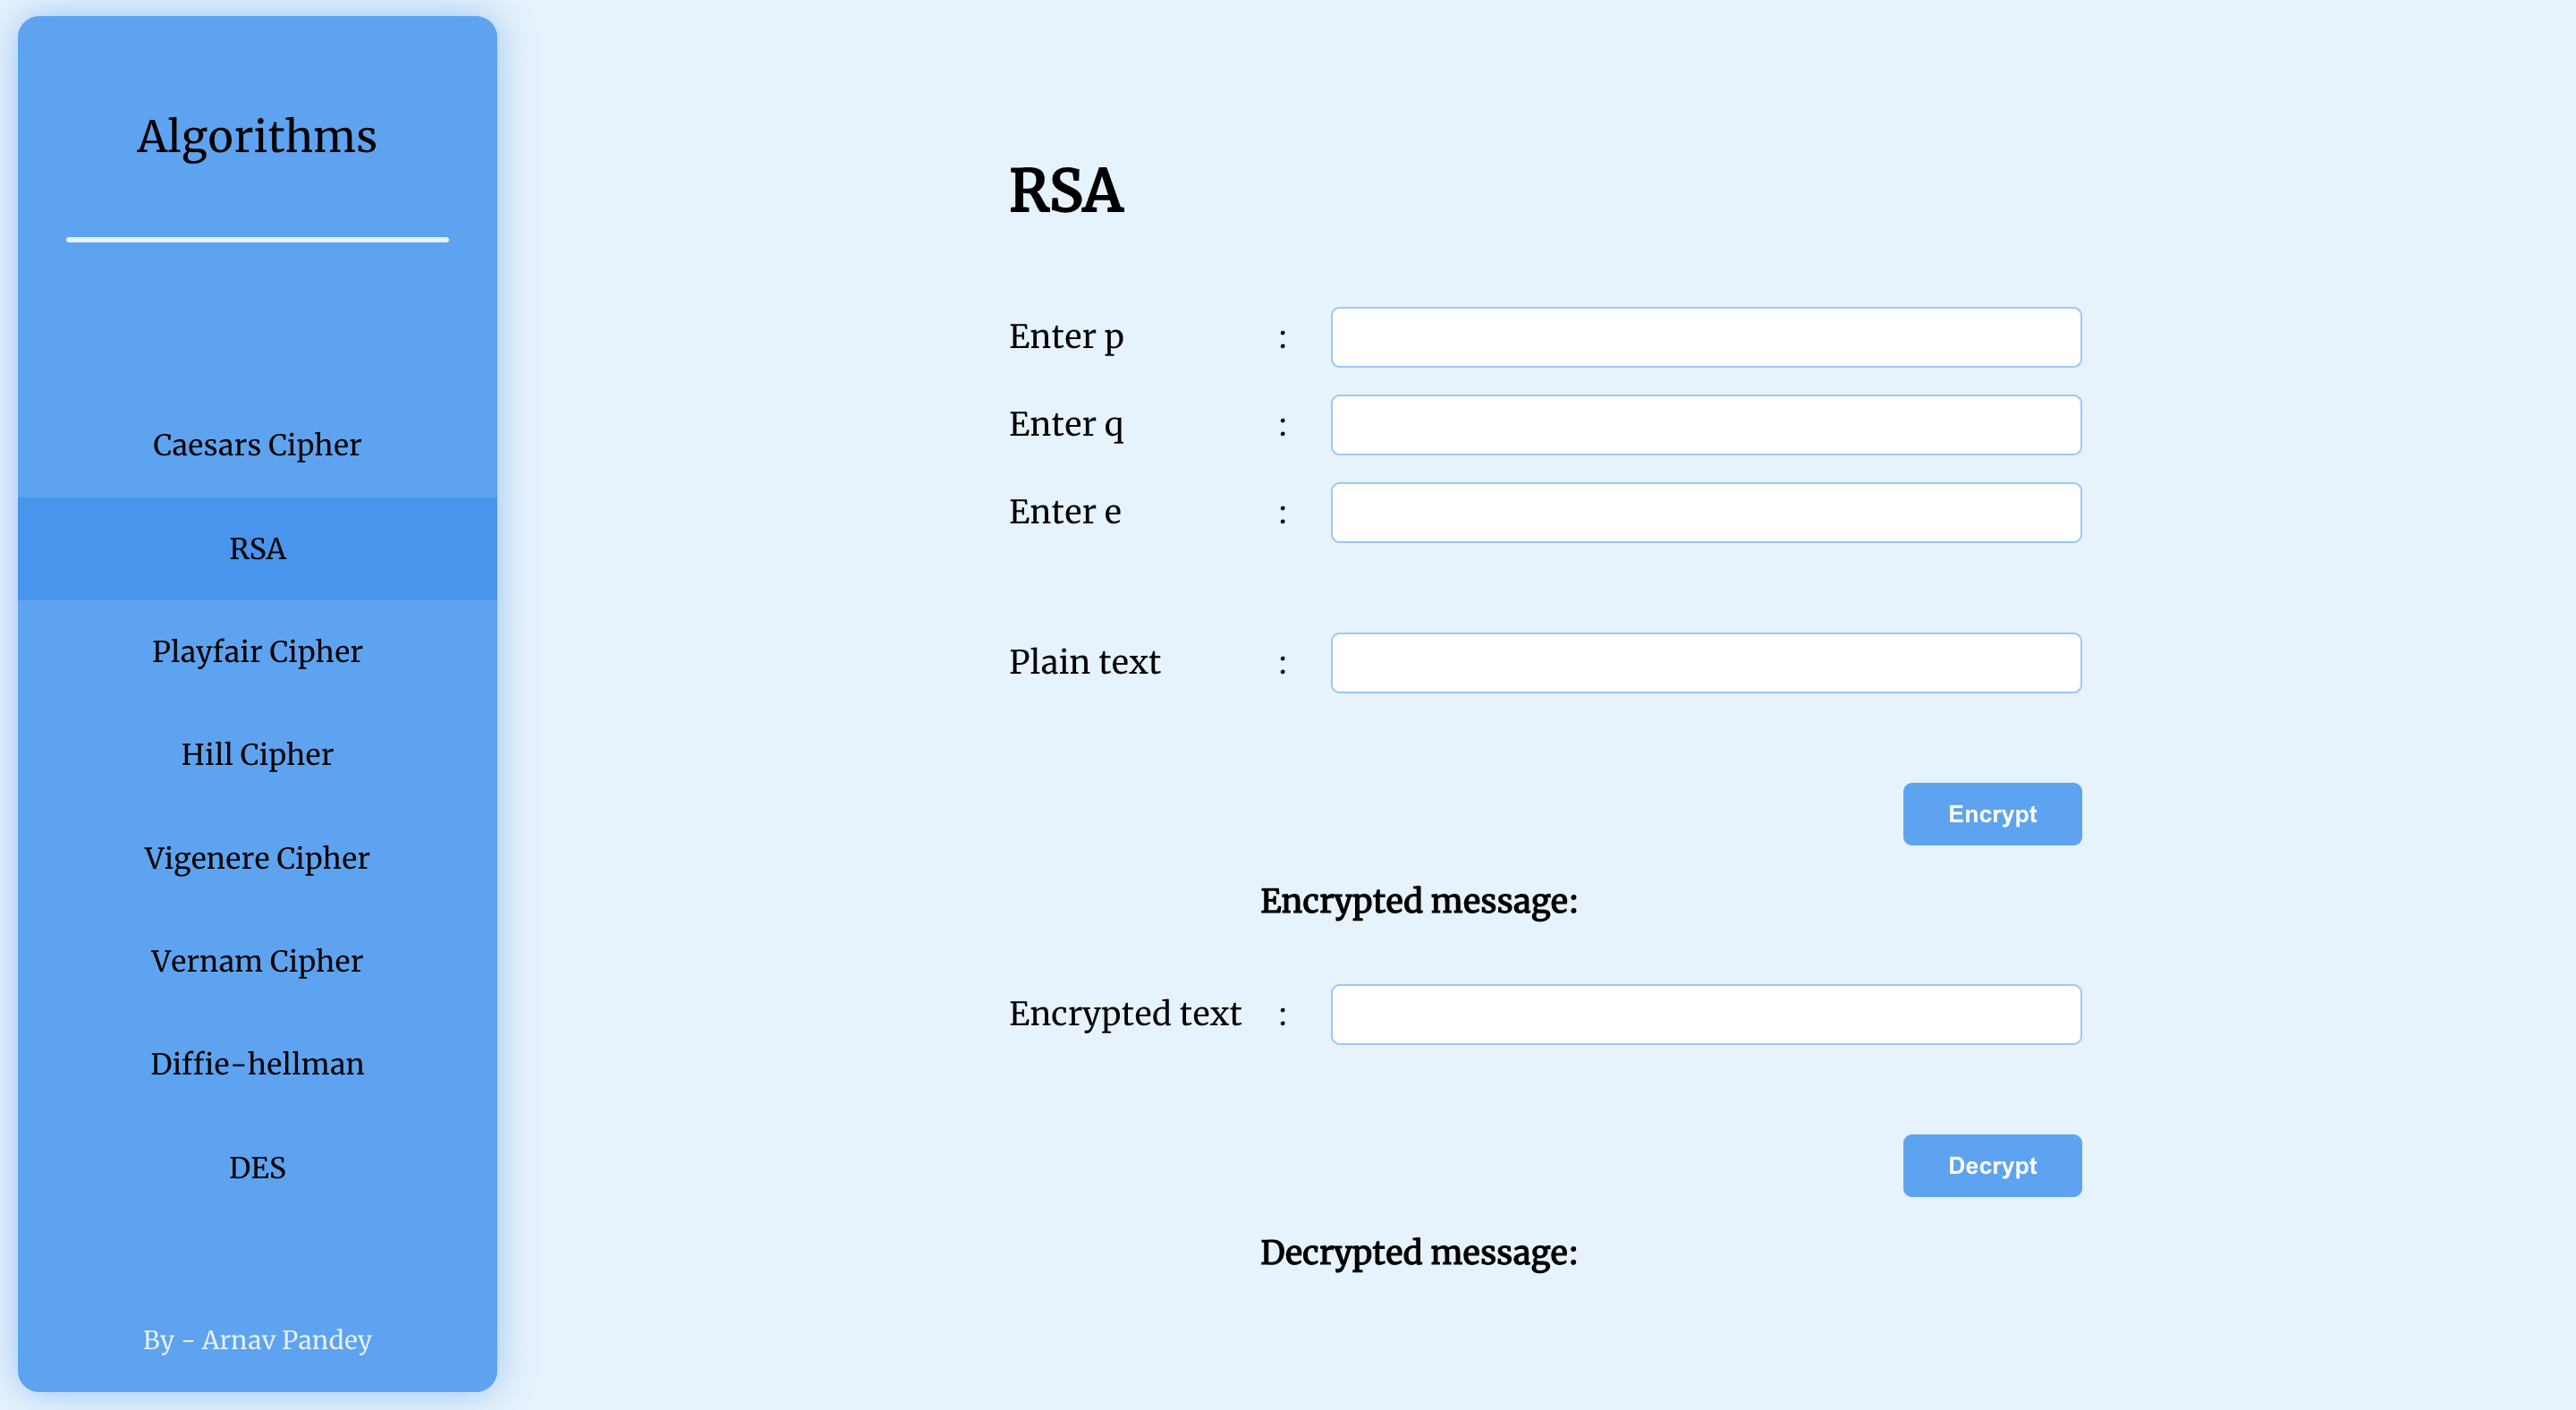 Algorithms
Caesars Cipher
RSA
Playfair Cipher
Hill Cipher
Vigenere Cipher
Vernam Cipher
Diffie-hellman
DES
By - Arnav Pandey
RSA
Enter p :
Enter q :
Enter e :
Plain text :
Encrypt
Encrypted message:
Encrypted text :
Decrypt
Decrypted message: